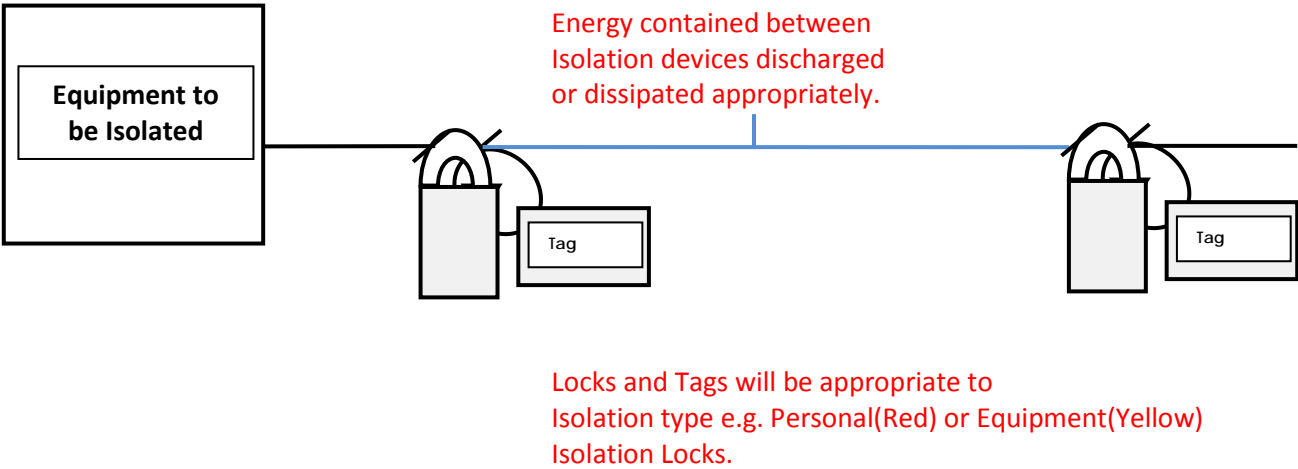 Energy contained between
Isolation devices discharged
or dissipated appropriately.
Equipment to
be Isolated
Tag
Tag
Locks and Tags will be appropriate to
Isolation type e.g. Personal(Red) or Equipment(Yellow)
Isolation Locks.